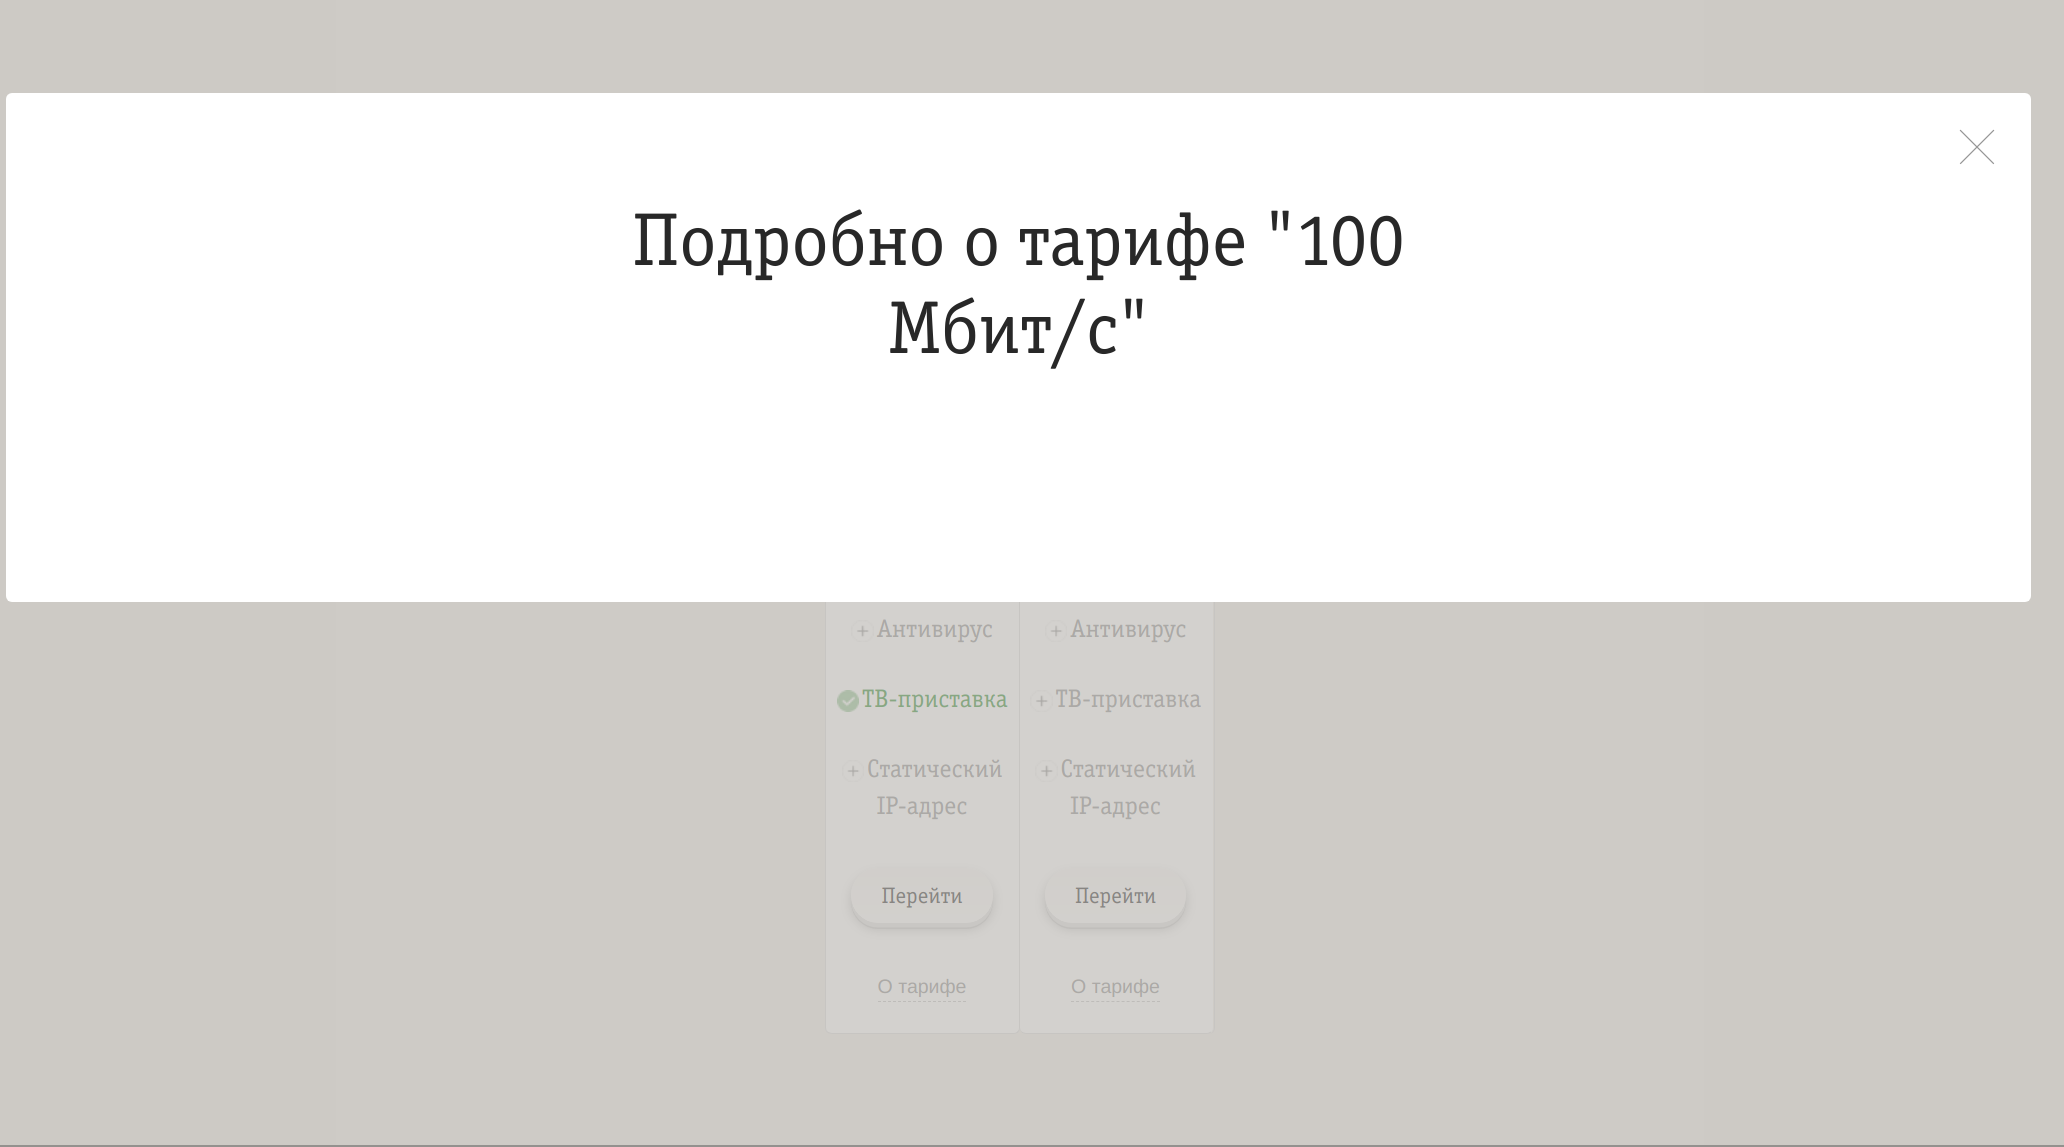 Подробно о тарифе "100
Мбит/с"
Антивирус Антивирус
ТВ-приставка ТВ-приставка
Статический Статический
IP-адрес IP-адрес
Перейти Перейти
О тарифе О тарифе